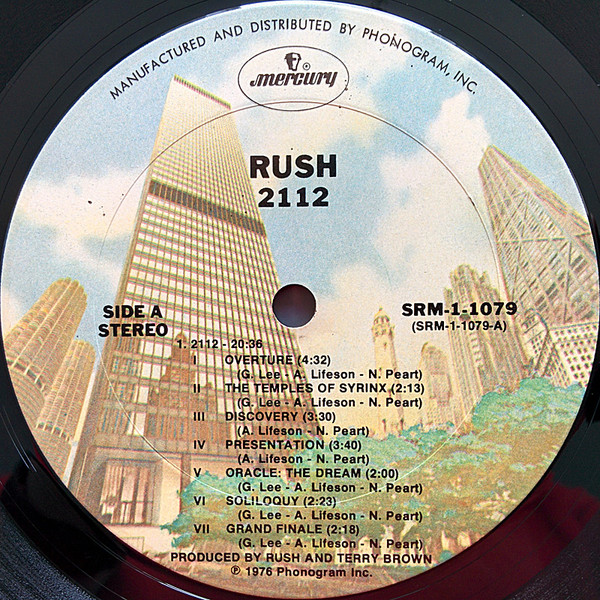 MANUFACTURED AND DISTRIBUTED BY PHONOGRAM, INC.
mercury
RUSH
2112
SIDE A
STEREO
SRM-1-1079
(SRM-1-1079-A)
1. 2112 - 20:36
I OVERTURE (4:32)
(G. Lee - A. Lifeson - N. Peart)
II THE TEMPLES OF SYRINX (2:13)
(G. Lee - A. Lifeson - N. Peart)
III DISCOVERY (3:30)
(A. Lifeson - N. Peart)
IV PRESENTATION (3:40)
(A. Lifeson - N. Peart)
V ORACLE: THE DREAM (2:00)
(G. Lee - A. Lifeson - N. Peart)
VI SOLILOQUY (2:23)
(G. Lee - A. Lifeson - N. Peart)
VII GRAND FINALE (2:18)
(G. Lee - A. Lifeson - N. Peart)
PRODUCED BY RUSH AND TERRY BROWN
℗ 1976 Phonogram Inc.